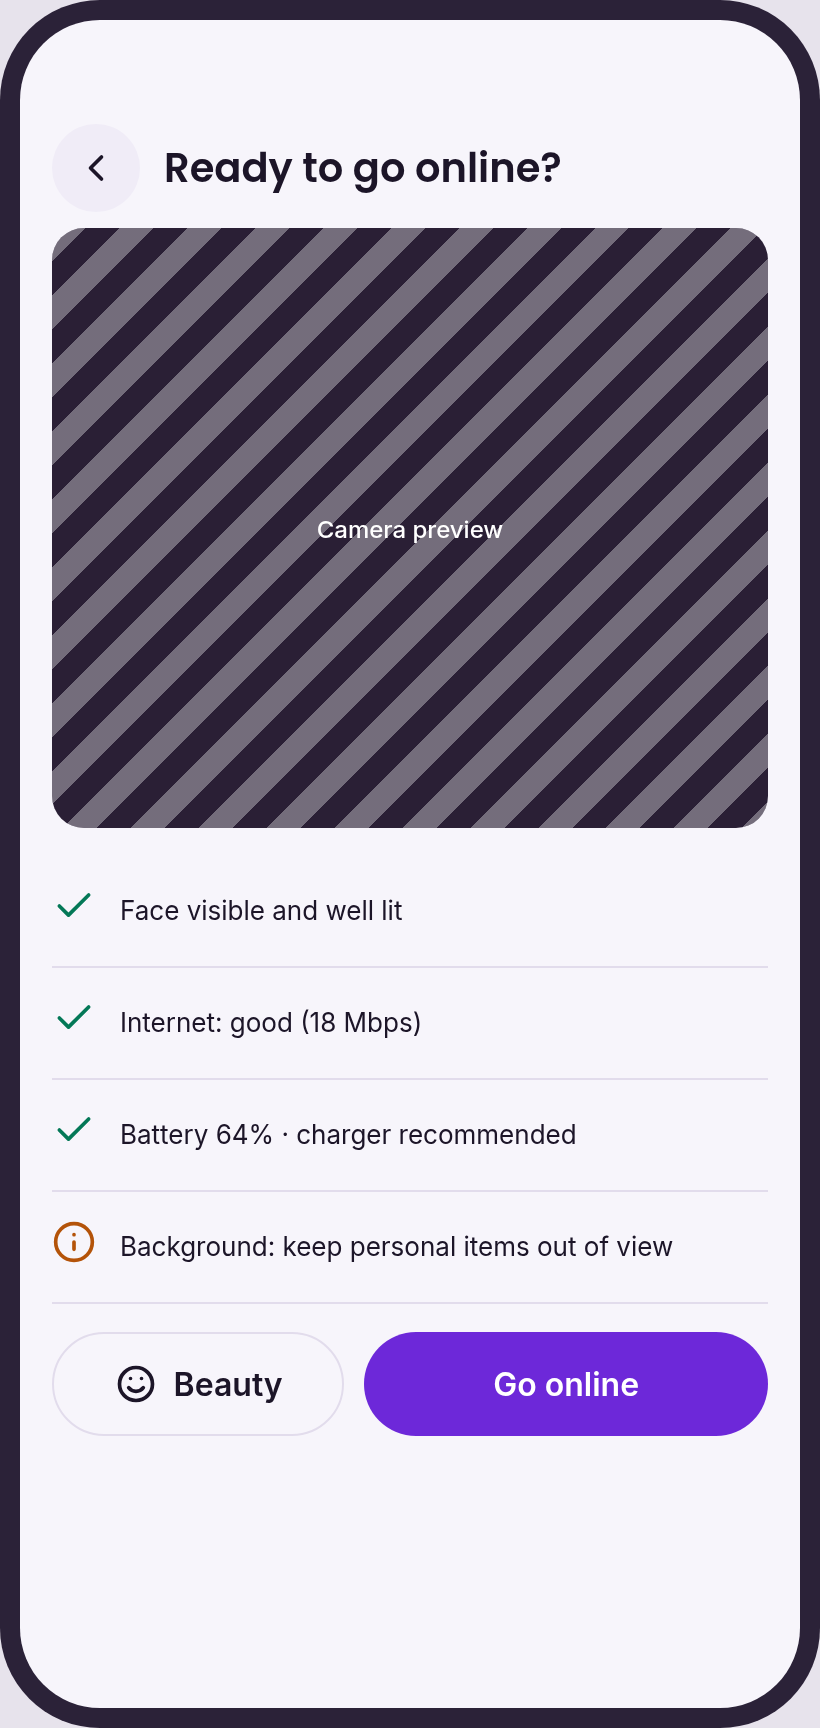 Ready to go online?
Camera preview
Face visible and well lit
Internet: good (18 Mbps)
Battery 64% · charger recommended
Background: keep personal items out of view
Beauty
Go online